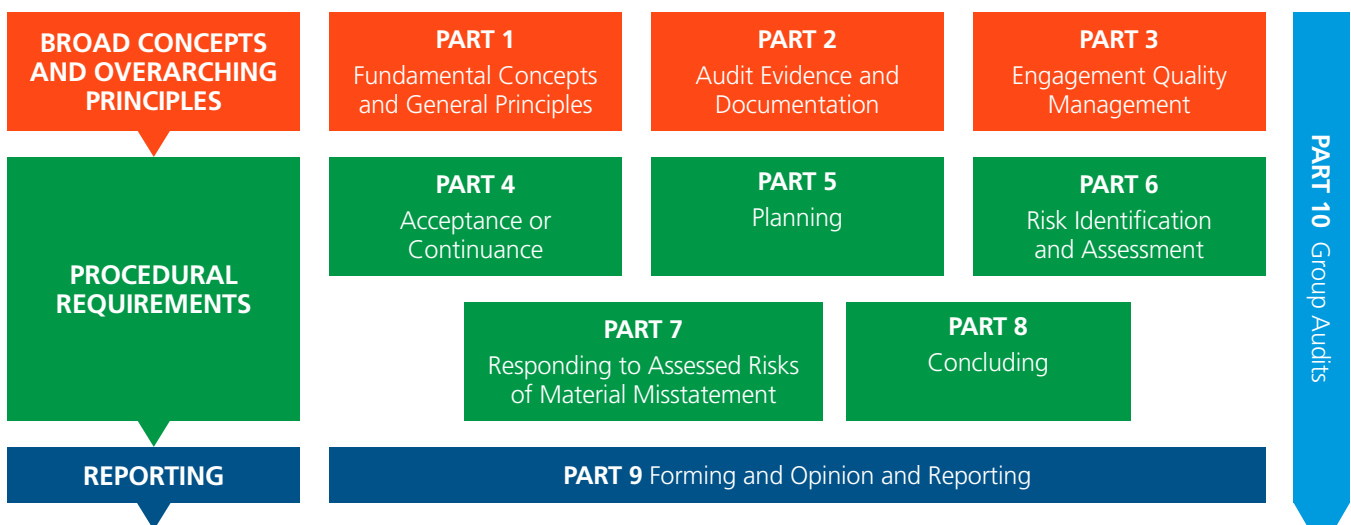 BROAD CONCEPTS
AND OVERARCHING
PRINCIPLES
PART 1
Fundamental Concepts
and General Principles
PART 2
Audit Evidence and
Documentation
PART 3
Engagement Quality
Management
PROCEDURAL
REQUIREMENTS
PART 4
Acceptance or
Continuance
PART 5
Planning
PART 6
Risk Identification
and Assessment
PART 7
Responding to Assessed Risks
of Material Misstatement
PART 8
Concluding
REPORTING
PART 9 Forming and Opinion and Reporting
PART 10 Group Audits